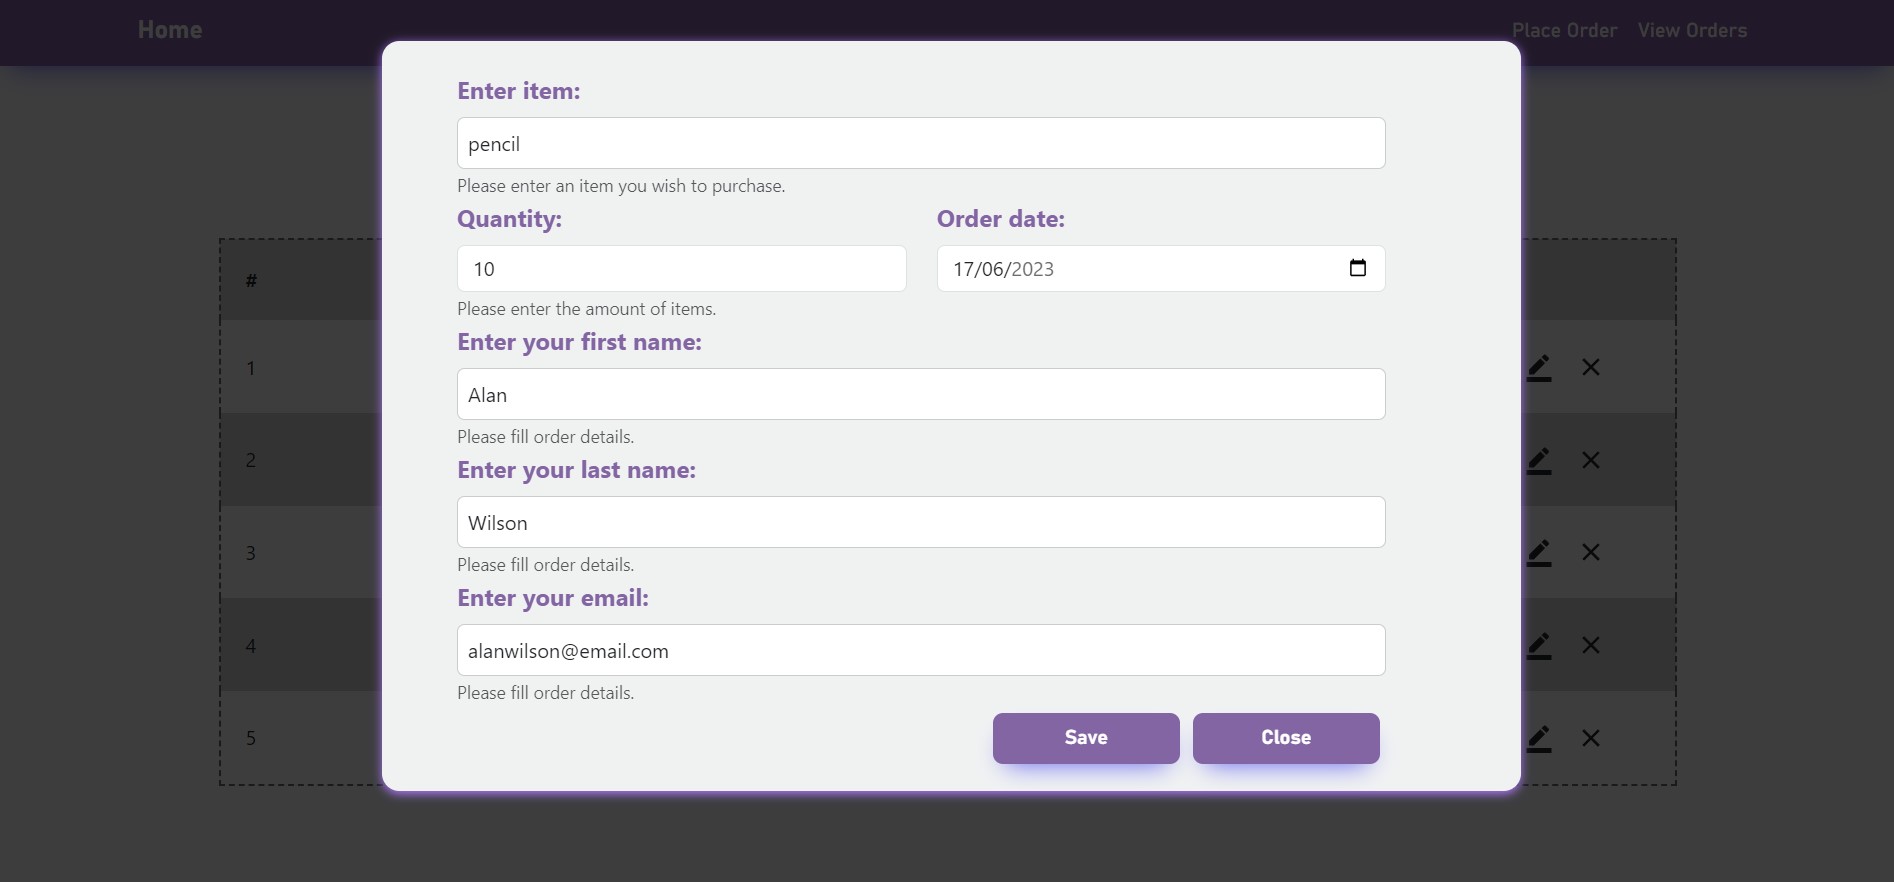 Home
Place Order View Orders
Enter item:
pencil
Please enter an item you wish to purchase.
Quantity: Order date:
10 17/06/2023
Please enter the amount of items.
Enter your first name:
Alan
Please fill order details.
Enter your last name:
Wilson
Please fill order details.
Enter your email:
alanwilson@email.com
Please fill order details.
Save Close
#
1
2
3
4
5